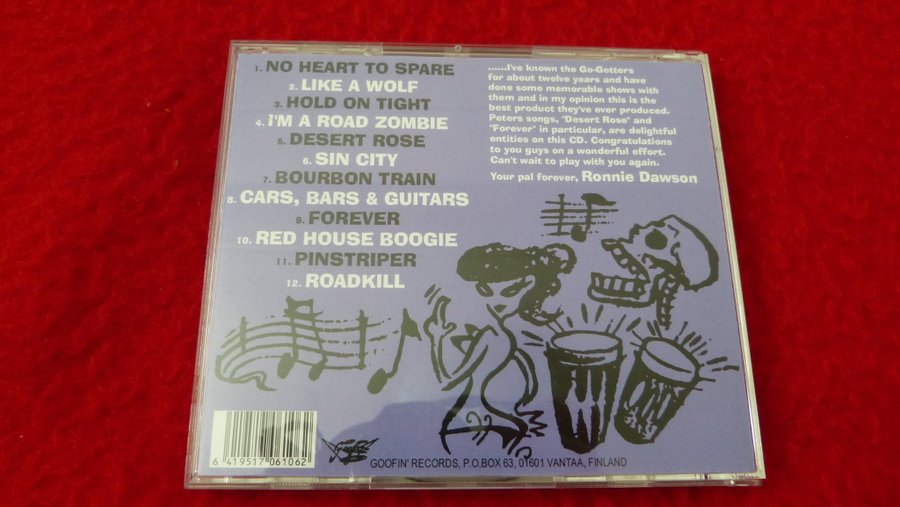 1. NO HEART TO SPARE
2. LIKE A WOLF
3. HOLD ON TIGHT
4. I'M A ROAD ZOMBIE
5. DESERT ROSE
6. SIN CITY
7. BOURBON TRAIN
8. CARS, BARS & GUITARS
9. FOREVER
10. RED HOUSE BOOGIE
11. PINSTRIPER
12. ROADKILL
......I've known the Go-Getters
for about twelve years and have
done some memorable shows with
them and in my opinion this is the
best product they've ever produced.
Peters songs, "Desert Rose" and
"Forever" in particular, are delightful
entities on this CD. Congratulations
to you guys on a wonderful effort.
Can't wait to play with you again.
Your pal forever, Ronnie Dawson
6 419517 061062
GOOFIN' RECORDS, P.O.BOX 63, 01601 VANTAA, FINLAND